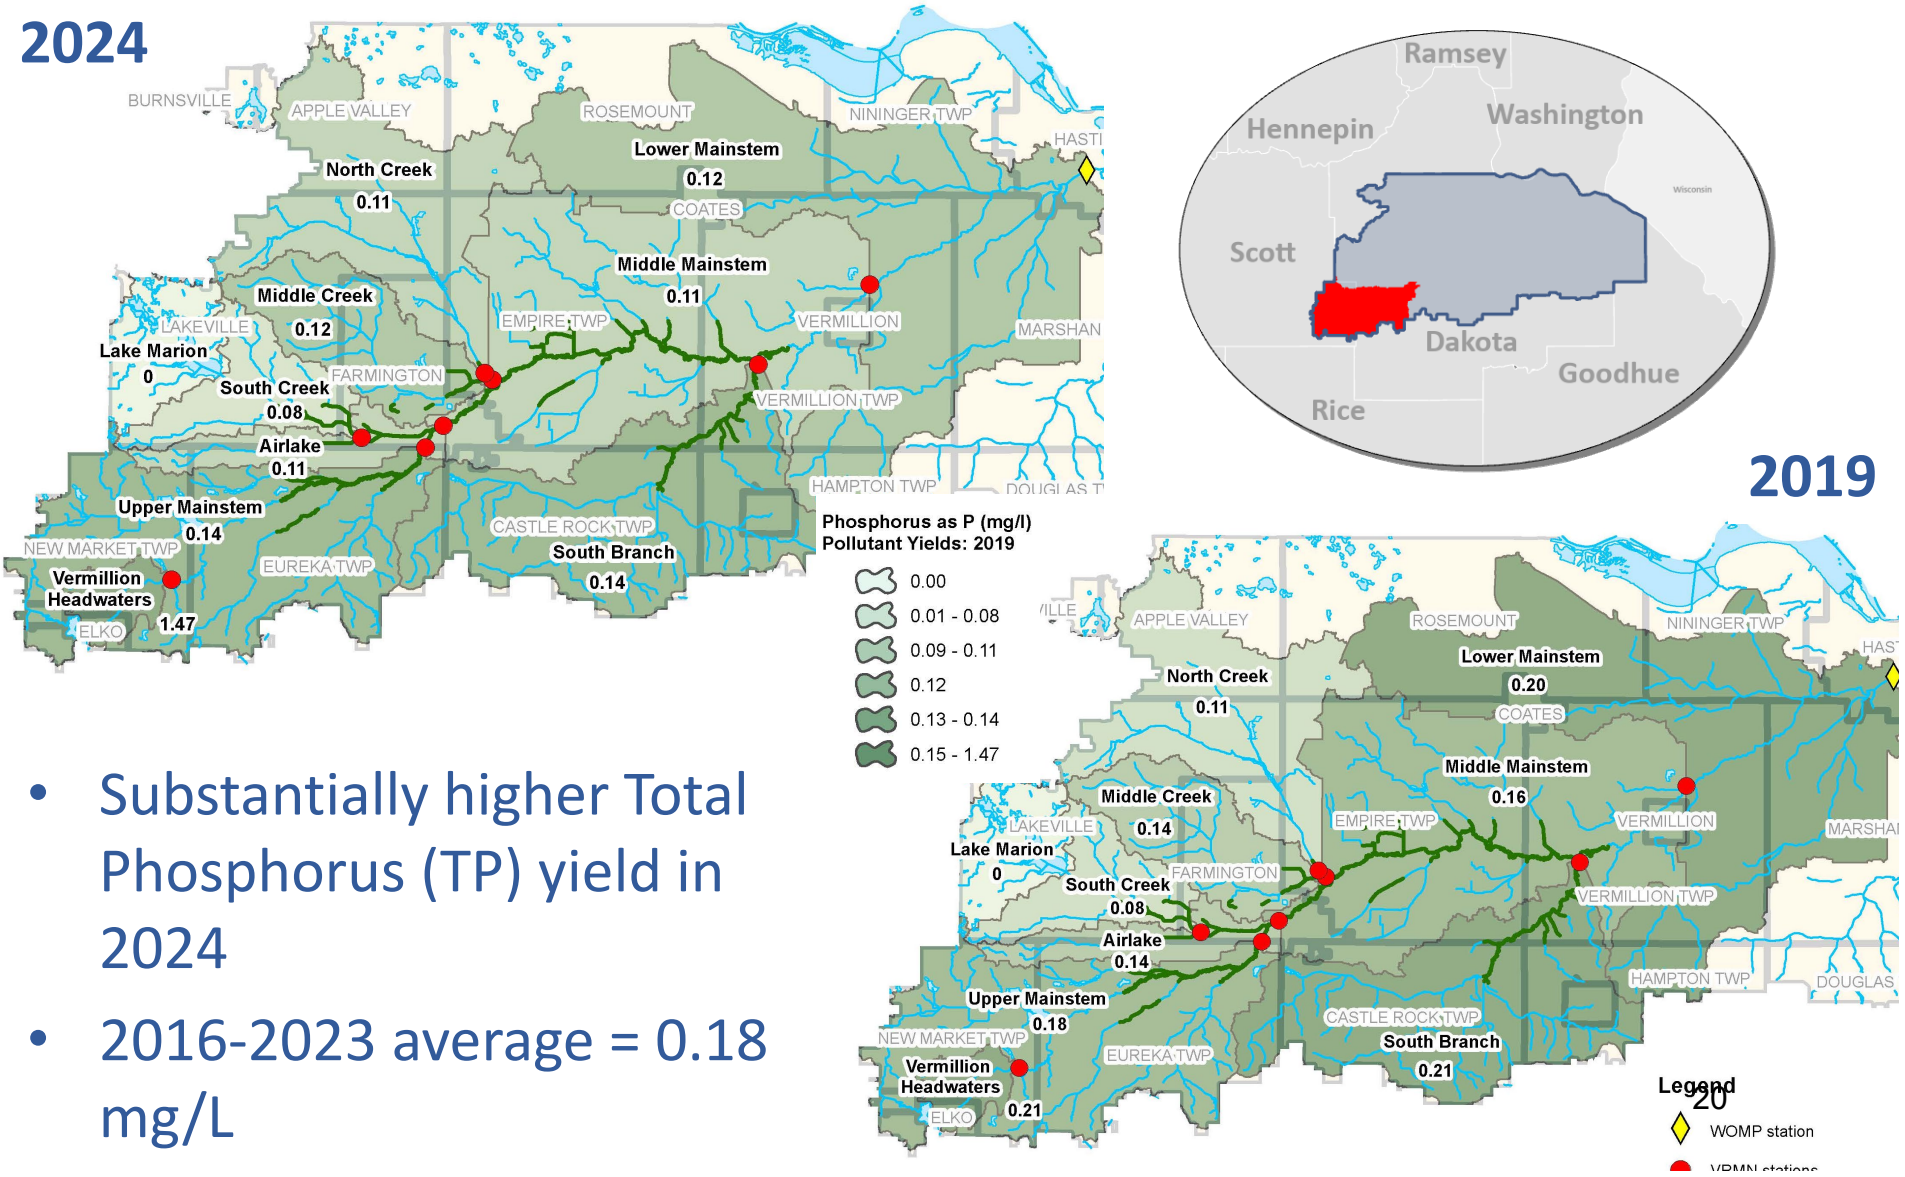 2024
BURNSVILLE
APPLE VALLEY
ROSEMOUNT
NININGER TWP
HASTI
Lower Mainstem
0.12
North Creek
0.11
COATES
Middle Mainstem
0.11
Middle Creek
0.12
LAKEVILLE
EMPIRE TWP
VERMILLION
MARSHAN
Lake Marion
0
FARMINGTON
South Creek
0.08
VERMILLION TWP
Airlake
0.11
HAMPTON TWP
DOUGLAS T
Upper Mainstem
0.14
CASTLE ROCK TWP
NEW MARKET TWP
South Branch
0.14
EUREKA TWP
Vermillion
Headwaters
1.47
ELKO
Ramsey
Washington
Hennepin
Wisconsin
Scott
Dakota
Goodhue
Rice
2019
Phosphorus as P (mg/l)
Pollutant Yields: 2019
0.00
0.01 - 0.08
0.09 - 0.11
0.12
0.13 - 0.14
0.15 - 1.47
VILLE
APPLE VALLEY
ROSEMOUNT
NININGER TWP
HAST
Lower Mainstem
0.20
North Creek
0.11
COATES
Middle Mainstem
0.16
Middle Creek
0.14
LAKEVILLE
EMPIRE TWP
VERMILLION
MARSHA
Lake Marion
0
FARMINGTON
South Creek
0.08
VERMILLION TWP
Airlake
0.14
HAMPTON TWP
DOUGLAS
Upper Mainstem
0.18
CASTLE ROCK TWP
NEW MARKET TWP
South Branch
0.21
EUREKA TWP
Vermillion
Headwaters
0.21
ELKO
Legend
20
WOMP station
VRMN stations
• Substantially higher Total
Phosphorus (TP) yield in
2024
• 2016-2023 average = 0.18
mg/L